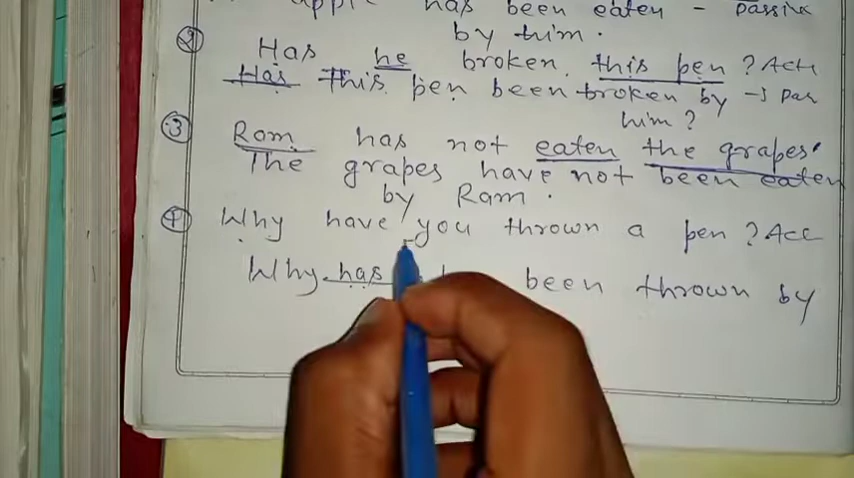 apple has been eaten - passive
by him.
2 Has he broken this pen ? Acti
Has this pen been broken by -> pas
him ?
3 Ram has not eaten the grapes.
The grapes have not been eaten
by Ram.
4 Why have you thrown a pen ? Act
Why has been thrown by